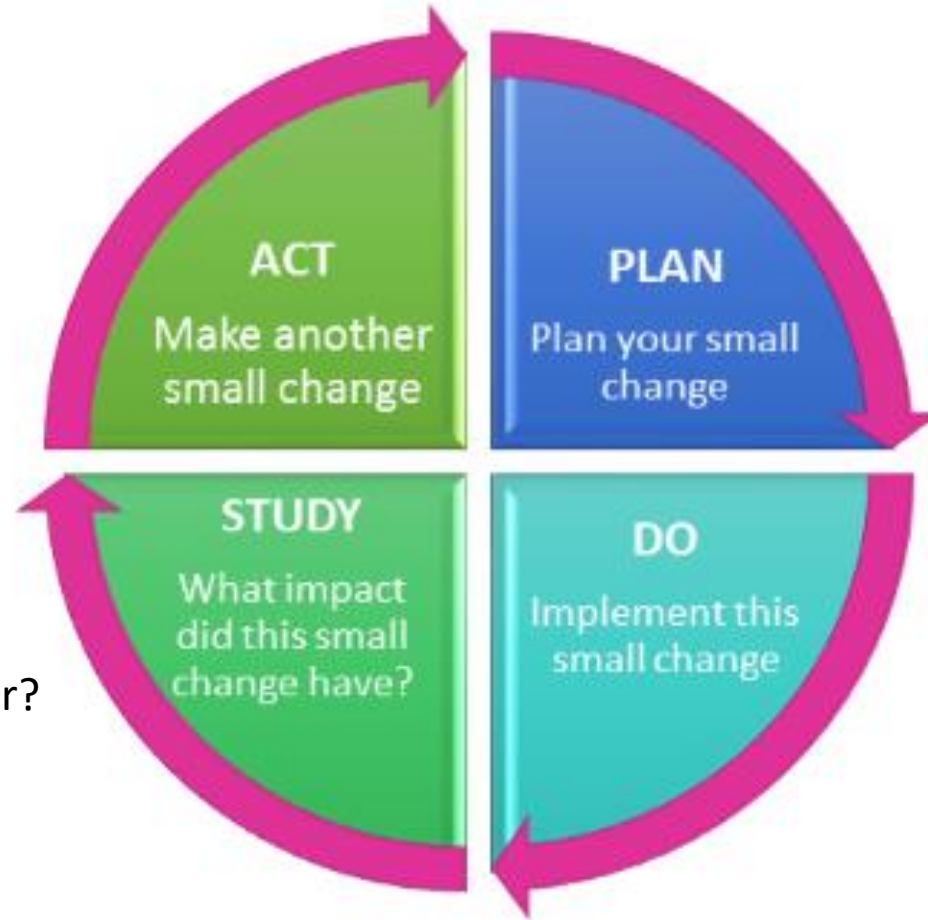 ACT
Make another
small change
PLAN
Plan your small
change
DO
Implement this
small change
STUDY
What impact
did this small
change have?
r?